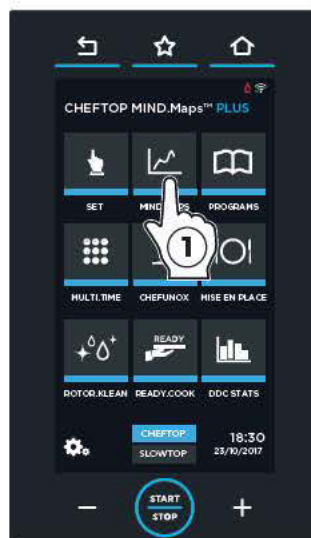 CHEFTOP MIND.Maps™ PLUS
SET
PROGRAMS
1
MULTI.TIME
CHEFUNOX
MISE EN PLACE
READY
ROTOR.KLEAN
READY.COOK
DDC STATS
CHEFTOP
SLOWTOP
18:30
23/10/2017
START
STOP